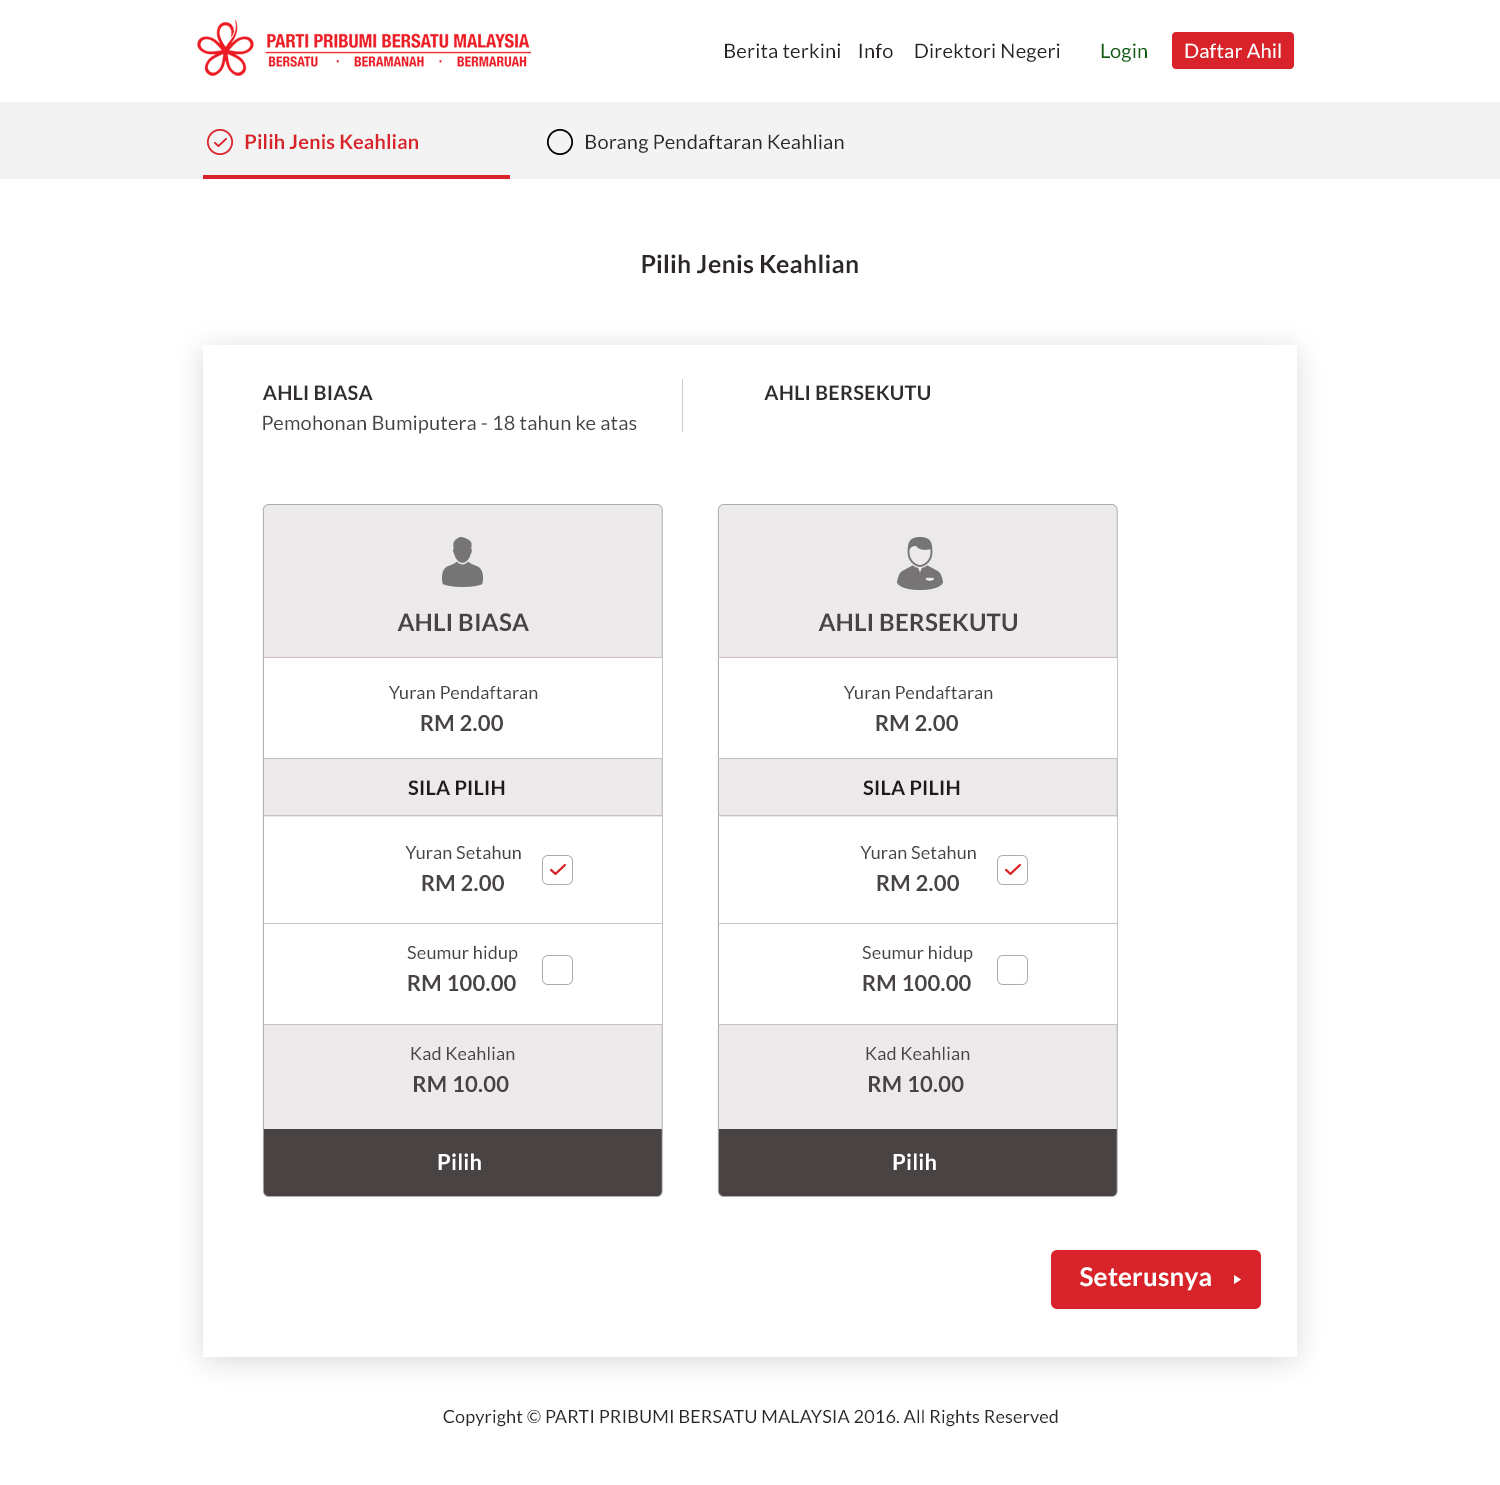 PARTI PRIBUMI BERSATU MALAYSIA
BERSATU · BERAMANAH · BERMARUAH
Berita terkini Info Direktori Negeri Login Daftar Ahil
Pilih Jenis Keahlian Borang Pendaftaran Keahlian
Pilih Jenis Keahlian
AHLI BIASA
Pemohonan Bumiputera - 18 tahun ke atas
AHLI BERSEKUTU
AHLI BIASA
Yuran Pendaftaran
RM 2.00
SILA PILIH
Yuran Setahun
RM 2.00
Seumur hidup
RM 100.00
Kad Keahlian
RM 10.00
Pilih
AHLI BERSEKUTU
Yuran Pendaftaran
RM 2.00
SILA PILIH
Yuran Setahun
RM 2.00
Seumur hidup
RM 100.00
Kad Keahlian
RM 10.00
Pilih
Seterusnya
Copyright © PARTI PRIBUMI BERSATU MALAYSIA 2016. All Rights Reserved